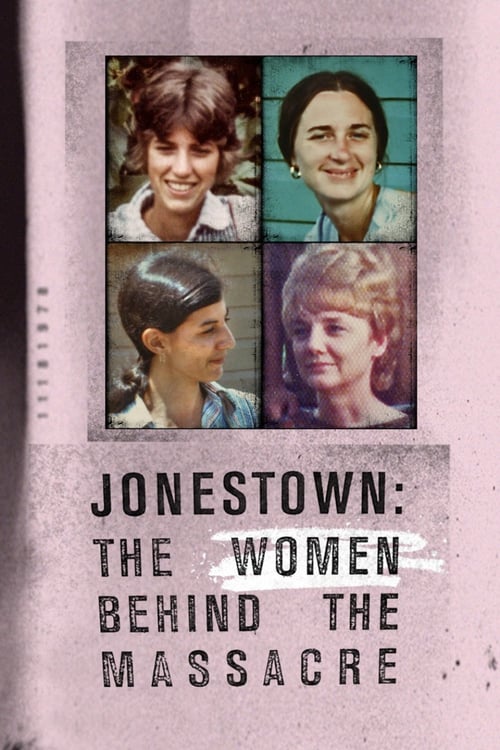 11181978
JONESTOWN:
THE WOMEN
BEHIND THE
MASSACRE